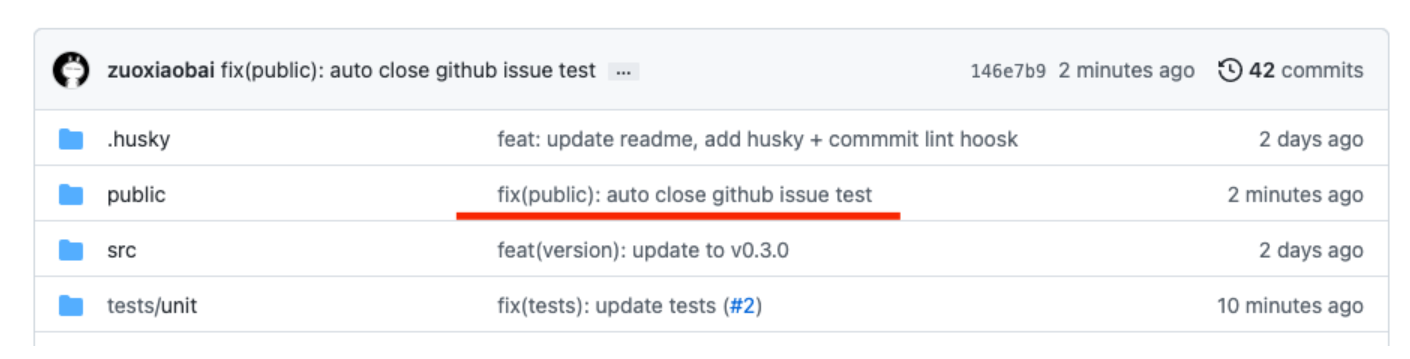 zuoxiaobai fix(public): auto close github issue test ... 146e7b9 2 minutes ago 42 commits
.husky feat: update readme, add husky + commmit lint hoosk 2 days ago
public fix(public): auto close github issue test 2 minutes ago
src feat(version): update to v0.3.0 2 days ago
tests/unit fix(tests): update tests (#2) 10 minutes ago